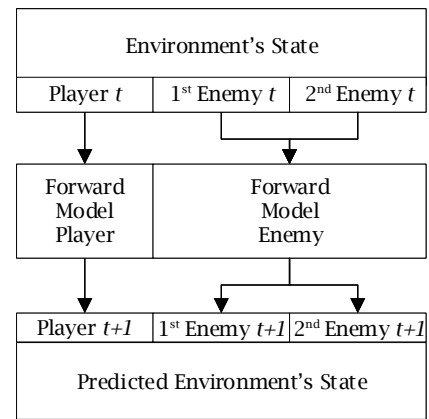 Environment's State
Player t 1st Enemy t 2nd Enemy t
Forward Model Player
Forward Model Enemy
Player t+1 1st Enemy t+1 2nd Enemy t+1
Predicted Environment's State